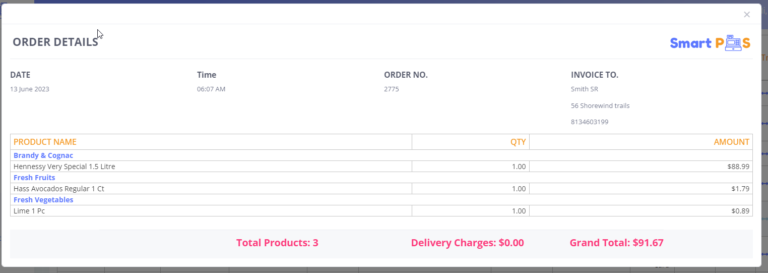 ×
ORDER DETAILS
Smart POS
DATE Time ORDER NO. INVOICE TO.
13 June 2023 06:07 AM 2775 Smith SR
56 Shorewind trails
8134603199
PRODUCT NAME QTY AMOUNT
Brandy & Cognac
Hennessy Very Special 1.5 Litre 1.00 $88.99
Fresh Fruits
Hass Avocados Regular 1 Ct 1.00 $1.79
Fresh Vegetables
Lime 1 Pc 1.00 $0.89
Total Products: 3 Delivery Charges: $0.00 Grand Total: $91.67